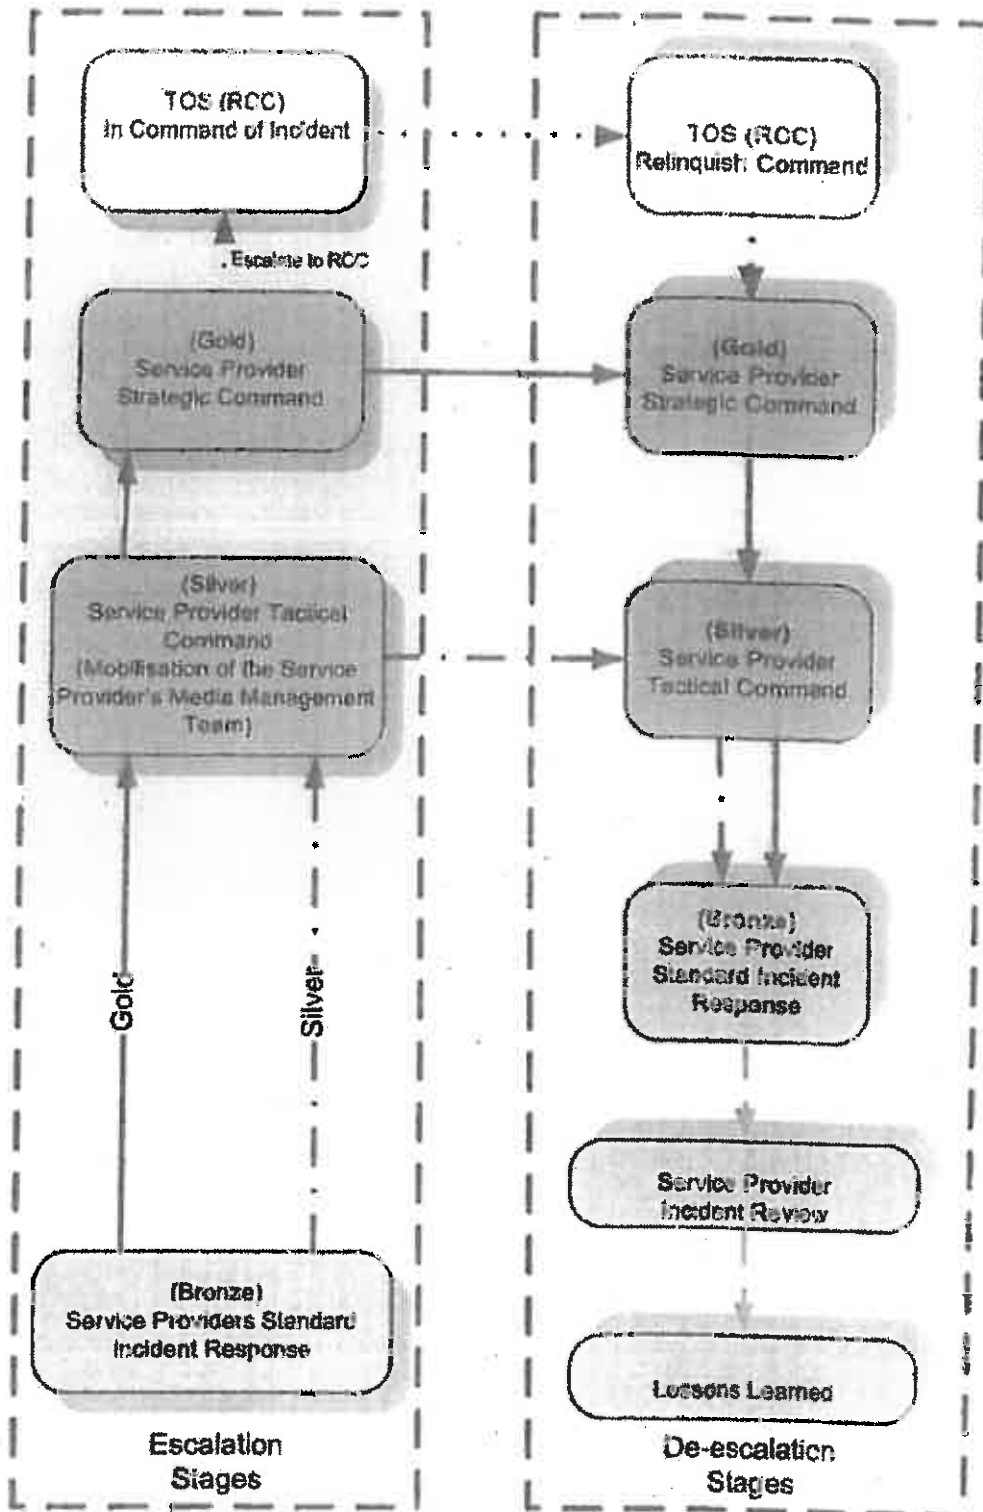 TOS (RCC)
In Command of Incident
Escalate to RCC
(Gold)
Service Provider
Strategic Command
(Silver)
Service Provider Tactical
Command
(Mobilisation of the Service
Provider's Media Management
Team)
Gold
Silver
(Bronze)
Service Providers Standard
Incident Response
Escalation
Stages
TOS (RCC)
Relinquish Command
(Gold)
Service Provider
Strategic Command
(Silver)
Service Provider
Tactical Command
(Bronze)
Service Provider
Standard Incident
Response
Service Provider
Incident Review
Lessons Learned
De-escalation
Stages